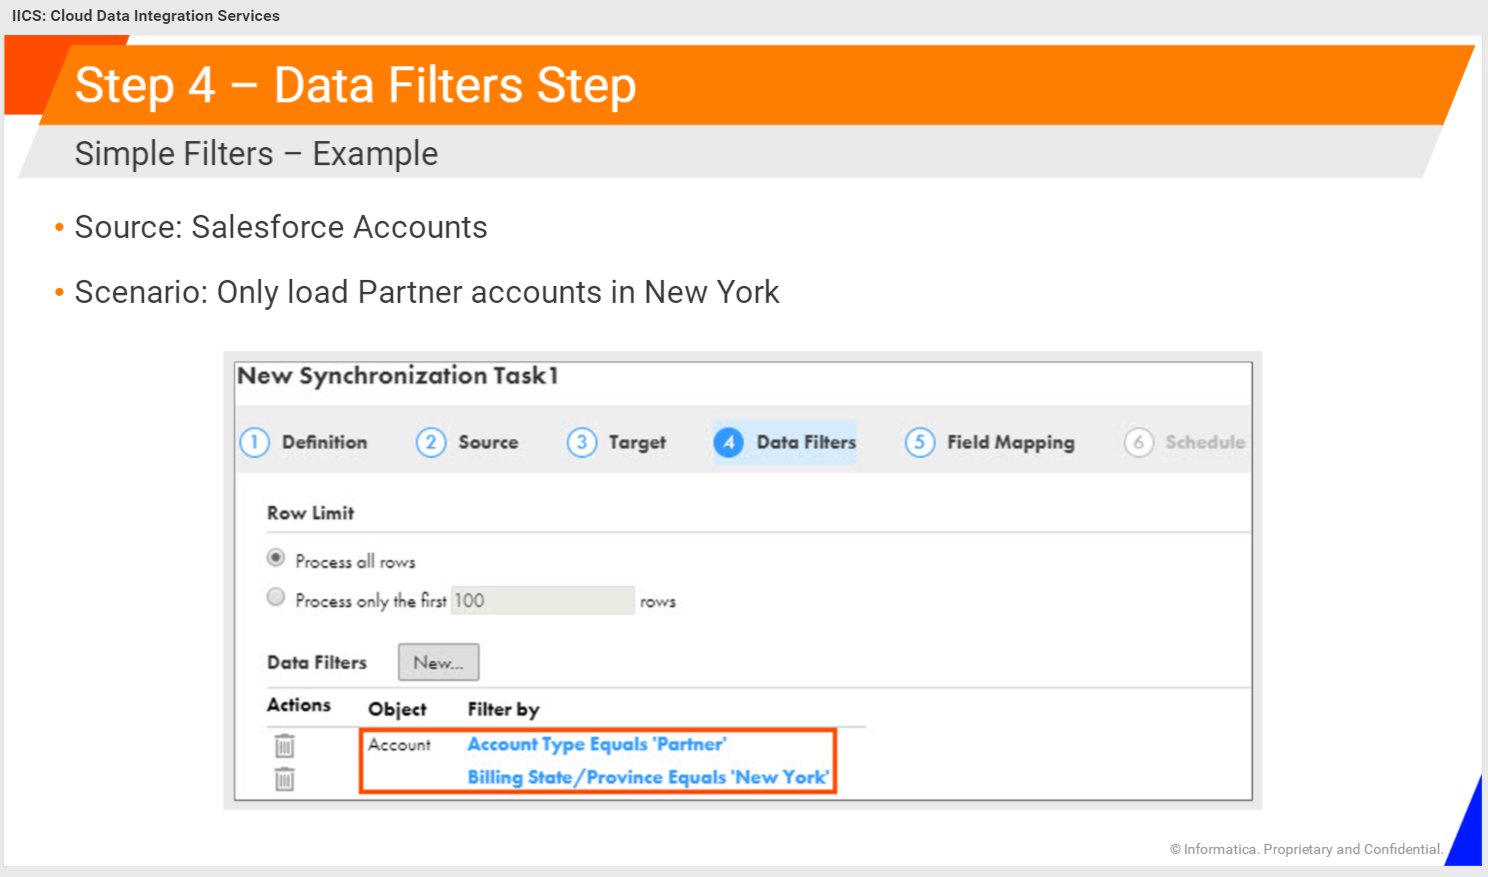 IICS: Cloud Data Integration Services
Step 4 – Data Filters Step
Simple Filters – Example
• Source: Salesforce Accounts
• Scenario: Only load Partner accounts in New York
New Synchronization Task1
1 Definition 2 Source 3 Target 4 Data Filters 5 Field Mapping 6 Schedule
Row Limit
Process all rows
Process only the first 100 rows
Data Filters New...
Actions Object Filter by
Account Account Type Equals 'Partner'
Billing State/Province Equals 'New York'
© Informatica. Proprietary and Confidential.